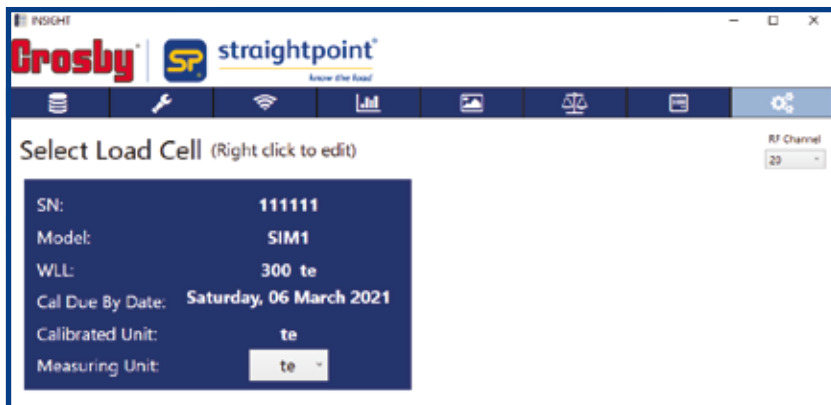 INSIGHT
Crosby SP straightpoint
know the load
Select Load Cell (Right click to edit)
RF Channel
20
SN: 111111
Model: SIM1
WLL: 300 te
Cal Due By Date: Saturday, 06 March 2021
Calibrated Unit: te
Measuring Unit: te